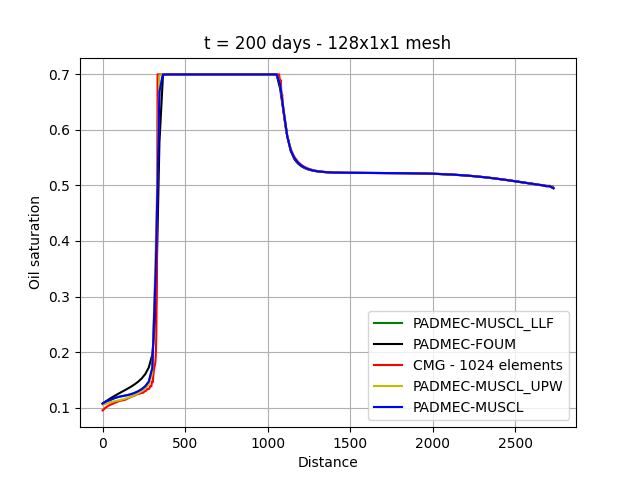 t = 200 days - 128x1x1 mesh
0.7
0.6
0.5
0.4
0.3
0.2
0.1
Oil saturation
PADMEC-MUSCL_LLF
PADMEC-FOUM
CMG - 1024 elements
PADMEC-MUSCL_UPW
PADMEC-MUSCL
0 500 1000 1500 2000 2500
Distance